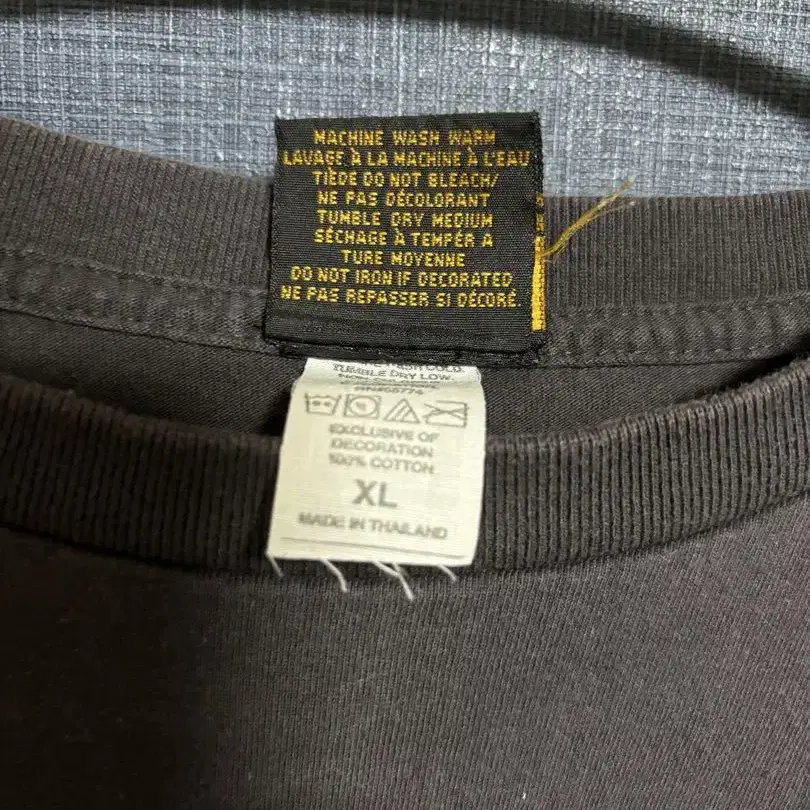 MACHINE WASH WARM
LAVAGE À LA MACHINE À L'EAU
TIÈDE DO NOT BLEACH/
NE PAS DÉCOLORANT
TUMBLE DRY MEDIUM
SÉCHAGE À TEMPÉR A
TURE MOYENNE
DO NOT IRON IF DECORATED
NE PAS REPASSER SI DÉCORÉ.
WASH COLD.
TUMBLE DRY LOW.
EXCLUSIVE OF
DECORATION
100% COTTON
XL
MADE IN THAILAND